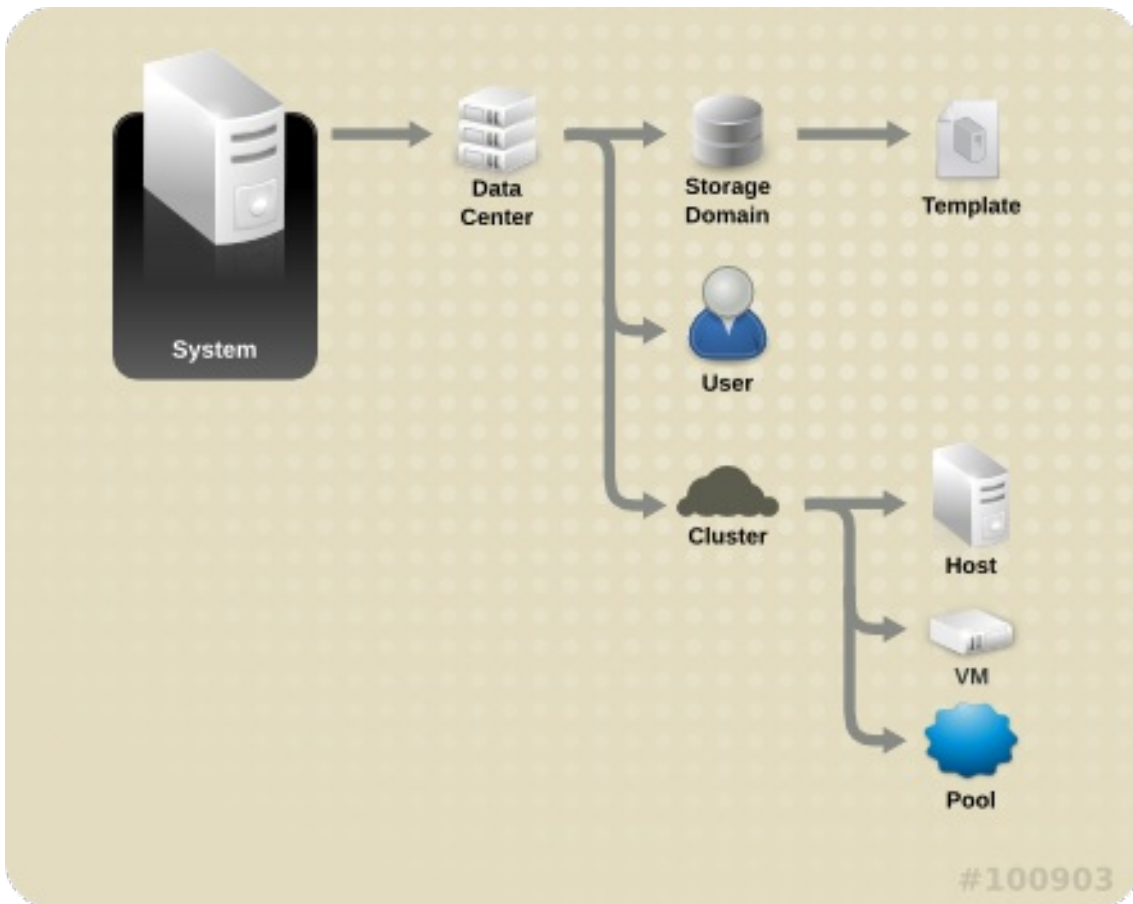 System
Data
Center
Storage
Domain
Template
User
Cluster
Host
VM
Pool
#100903